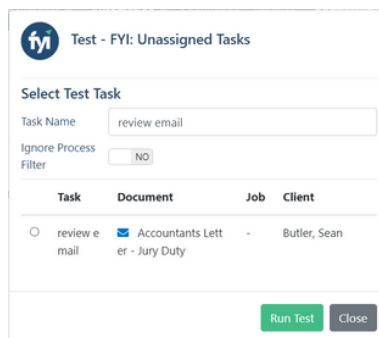 fyi Test - FYI: Unassigned Tasks
Select Test Task
Task Name review email
Ignore Process
Filter NO
Task Document Job Client
review e Accountants Lett - Butler, Sean
mail er - Jury Duty
Run Test Close